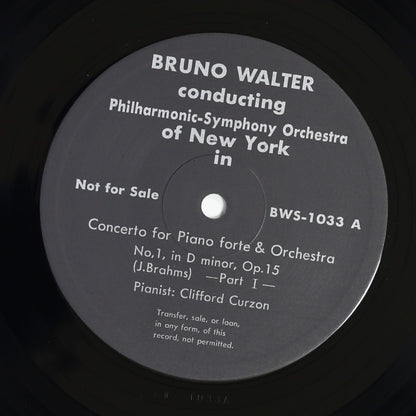 BRUNO WALTER
conducting
Philharmonic-Symphony Orchestra
of New York
in
Not for Sale
BWS-1033 A
Concerto for Piano forte & Orchestra
No,1, in D minor, Op.15
(J.Brahms) —Part I—
Pianist: Clifford Curzon
Transfer, sale, or loan,
in any form, of this
record, not permitted.